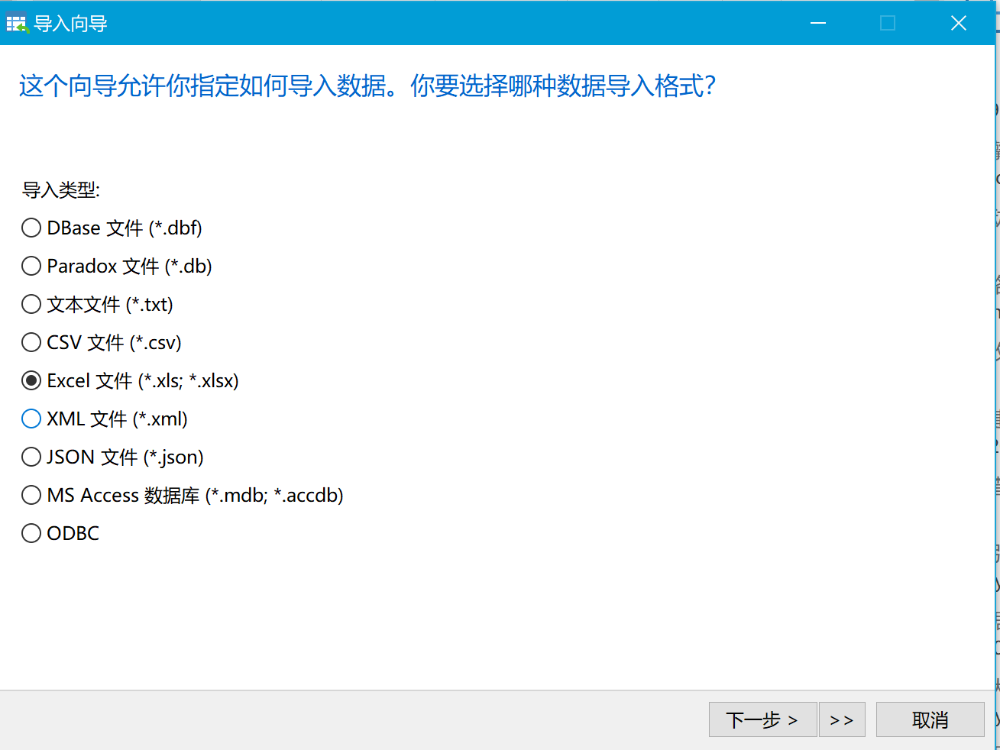 导入向导
这个向导允许你指定如何导入数据。你要选择哪种数据导入格式？
导入类型:
DBase 文件 (*.dbf)
Paradox 文件 (*.db)
文本文件 (*.txt)
CSV 文件 (*.csv)
Excel 文件 (*.xls; *.xlsx)
XML 文件 (*.xml)
JSON 文件 (*.json)
MS Access 数据库 (*.mdb; *.accdb)
ODBC
下一步 > >> 取消